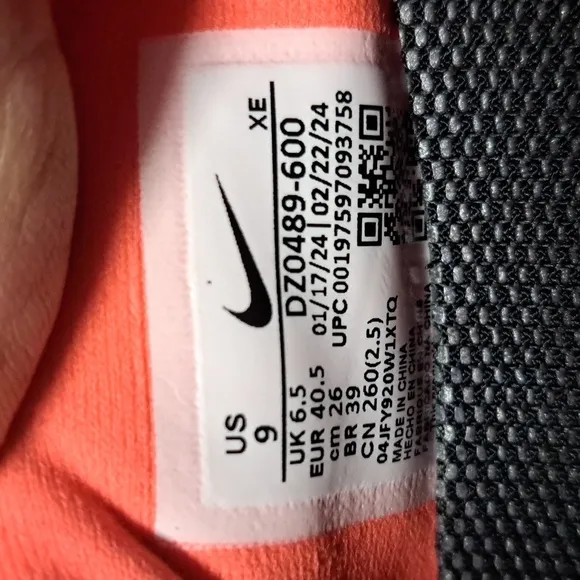 US
9
XE
UK 6.5
DZ0489-600
EUR 40.5
01/17/24 | 02/22/24
cm 26
UPC 00197597093758
BR 39
CN 260(2.5)
04JFY920W1XTQ
MADE IN CHINA
HECHO EN CHINA